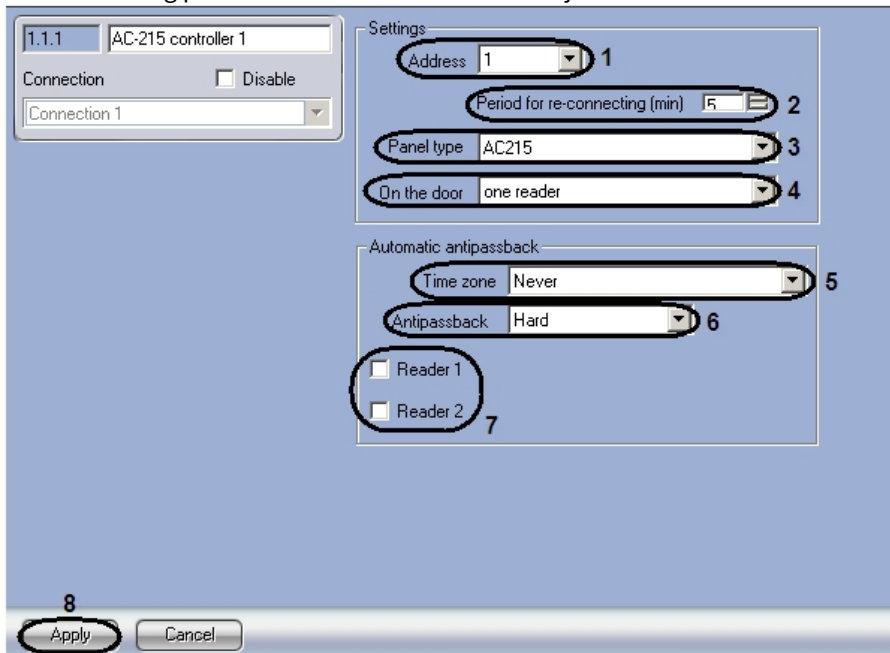 1.1.1 AC-215 controller 1
Connection Disable
Connection 1
Settings
Address 1 1
Period for re-connecting (min) 5 2
Panel type AC215 3
On the door one reader 4
Automatic antipassback
Time zone Never 5
Antipassback Hard 6
Reader 1
Reader 2
7
8
Apply Cancel